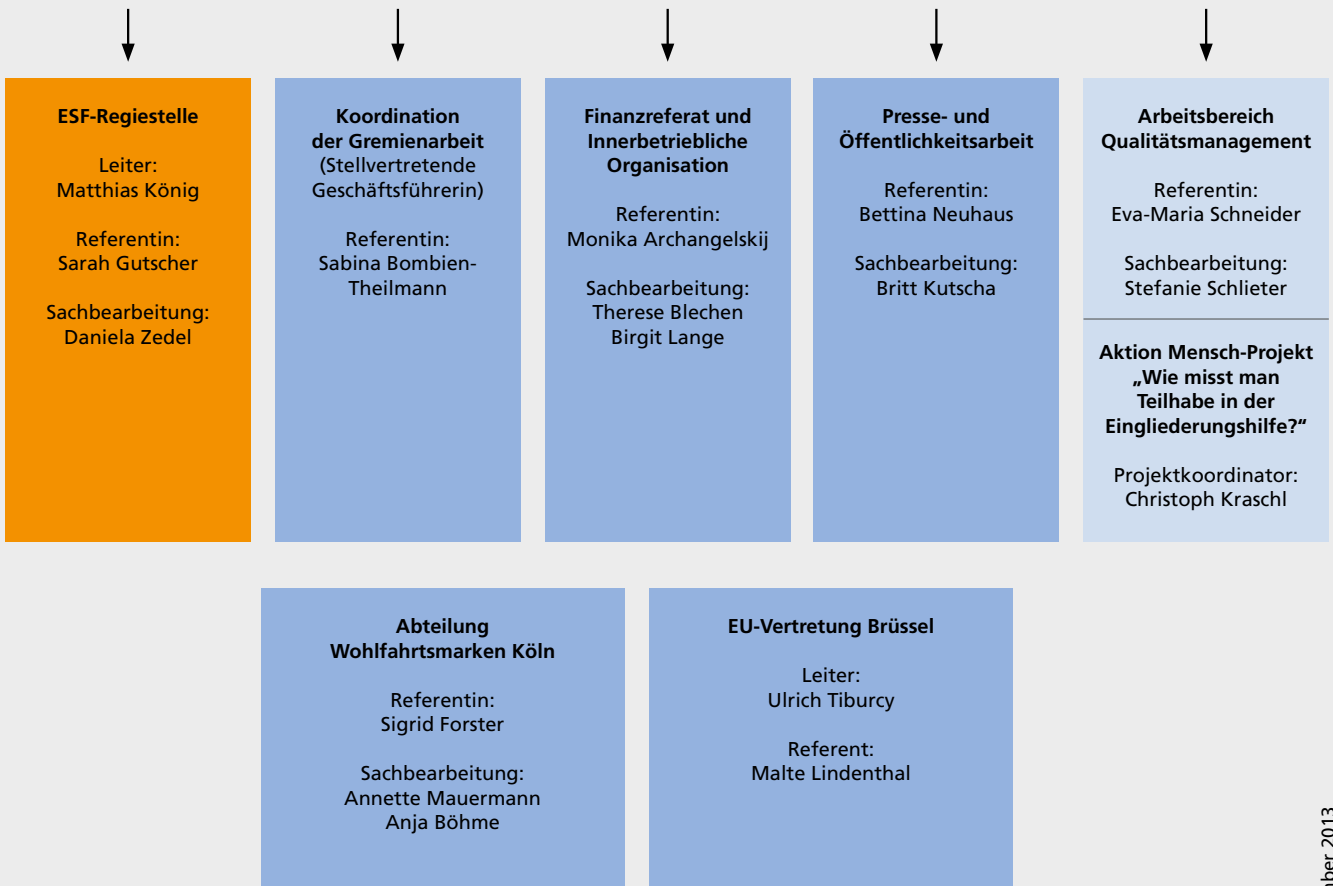 ESF-Regiestelle
Leiter:
Matthias König
Referentin:
Sarah Gutscher
Sachbearbeitung:
Daniela Zedel
Koordination
der Gremienarbeit
(Stellvertretende
Geschäftsführerin)
Referentin:
Sabina Bombien-
Theilmann
Finanzreferat und
Innerbetriebliche
Organisation
Referentin:
Monika Archangelskij
Sachbearbeitung:
Therese Blechen
Birgit Lange
Presse- und
Öffentlichkeitsarbeit
Referentin:
Bettina Neuhaus
Sachbearbeitung:
Britt Kutscha
Arbeitsbereich
Qualitätsmanagement
Referentin:
Eva-Maria Schneider
Sachbearbeitung:
Stefanie Schlieter
Aktion Mensch-Projekt
„Wie misst man
Teilhabe in der
Eingliederungshilfe?“
Projektkoordinator:
Christoph Kraschl
Abteilung
Wohlfahrtsmarken Köln
Referentin:
Sigrid Forster
Sachbearbeitung:
Annette Mauermann
Anja Böhme
EU-Vertretung Brüssel
Leiter:
Ulrich Tiburcy
Referent:
Malte Lindenthal
2013